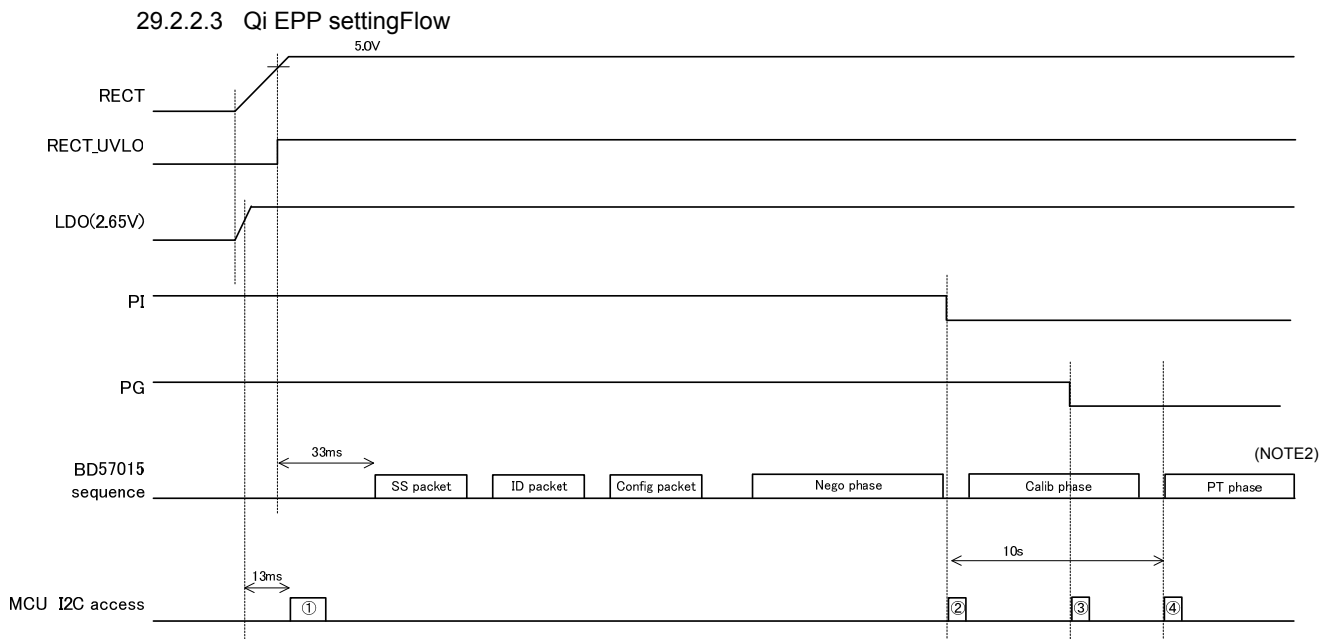 29.2.2.3 Qi EPP settingFlow
5.0V
RECT
RECT_UVLO
LDO(2.65V)
PI
PG
33ms
(NOTE2)
BD57015
sequence
SS packet
ID packet
Config packet
Nego phase
Calib phase
PT phase
10s
13ms
MCU I2C access
①
②
③
④